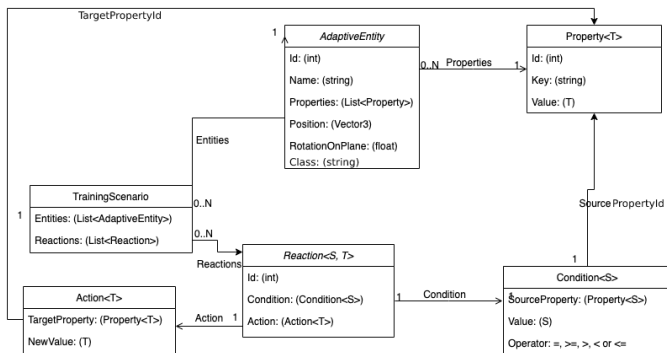 TargetPropertyId
1
AdaptiveEntity
Id: (int)
Name: (string)
Properties: (List<Property>)
Position: (Vector3)
RotationOnPlane: (float)
Class: (string)
0..N
Properties
1
Property<T>
Id: (int)
Key: (string)
Value: (T)
Entities
TrainingScenario
Entities: (List<AdaptiveEntity>)
Reactions: (List<Reaction>)
1
0..N
0..N
Reactions
Source PropertyId
1
Reaction<S, T>
Id: (int)
Condition: (Condition<S>)
Action: (Action<T>)
1
Condition
1
Condition<S>
SourceProperty: (Property<S>)
Value: (S)
Operator: =, >=, >, < or <=
Action
1
Action<T>
TargetProperty: (Property<T>)
NewValue: (T)